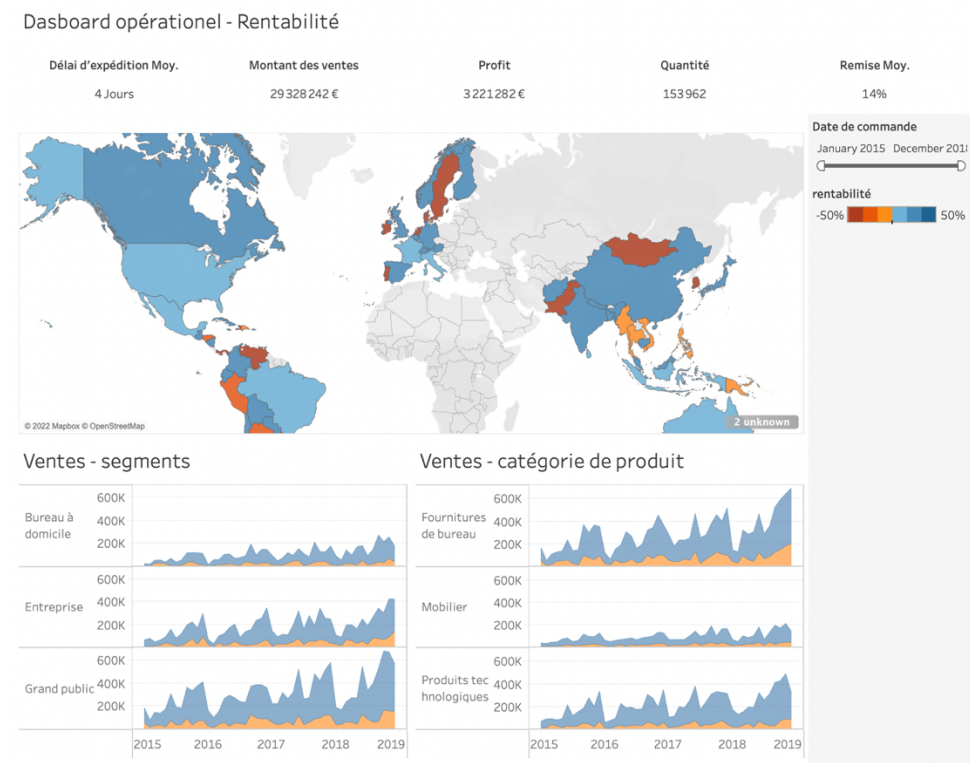 Dasboard opérationel - Rentabilité
Délai d'expédition Moy.
Montant des ventes
Profit
Quantité
Remise Moy.
4 Jours
29 328 242 €
3 221 282 €
153 962
14%
Date de commande
January 2015
December 201
rentabilité
-50%
50%
© 2022 Mapbox © OpenStreetMap
2 unknown
Ventes - segments
Bureau à
domicile
600K
400K
200K
Entreprise
600K
400K
200K
Grand public
600K
400K
200K
2015
2016
2017
2018
2019
Ventes - catégorie de produit
Fournitures
de bureau
600K
400K
200K
Mobilier
600K
400K
200K
Produits tec
hnologiques
600K
400K
200K
2015
2016
2017
2018
2019